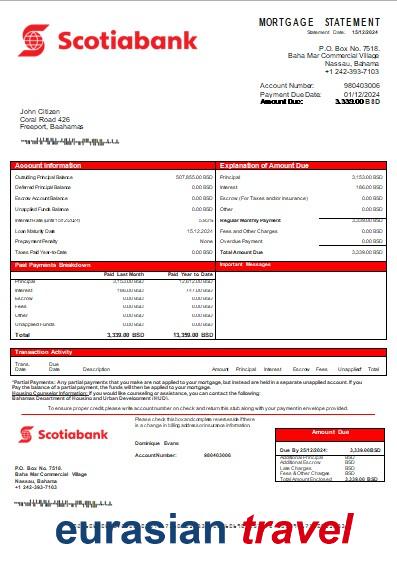 Scotiabank
MORTGAGE STATEMENT
Statement Date: 15/12/2024
P.O. Box No. 7518.
Baha Mar Commercial Village
Nassau, Bahama
+1 242-393-7103
Account Number: 980403006
Payment Due Date: 01/12/2024
Amount Due: 3,339.00 BSD
John Citizen
Coral Road 426
Freeport, Baahamas
Account Information
Outstanding Principal Balance 507,855.00 BSD
Deferred Principal Balance 0.00 BSD
Escrow Account Balance 0.00 BSD
Unapplied Funds Balance 0.00 BSD
Interest Rate
Loan Maturity Date 15.12.2024
Prepayment Penalty None
Taxes Paid Year-to-Date 0.00 BSD
Explanation of Amount Due
Principal 3,153.00 BSD
Interest 186.00 BSD
Escrow (For Taxes and/or Insurance) 0.00 BSD
Other 0.00 BSD
Regular Monthly Payment 3,339.00 BSD
Fees and Other Charges 0.00 BSD
Overdue Payment 0.00 BSD
Total Amount Due 3,339.00 BSD
Past Payments Breakdown
Paid Last Month Paid Year to Date
Principal 3,153.00 BSD 12,612.00 BSD
Interest 186.00 BSD
Escrow 0.00 BSD 0.00 BSD
Fees 0.00 BSD 0.00 BSD
Other 0.00 BSD 0.00 BSD
Unapplied Funds 0.00 BSD 0.00 BSD
Total 3,339.00 BSD 13,359.00 BSD
Important Messages
Transaction Activity
Trans. Date Due Date Description Amount Principal Interest Escrow Fees Unapplied* Total
*Partial Payments: Any partial payments that you make are not applied to your mortgage, but instead are held in a separate unapplied account. If you
Pay the balance of a partial payment, the funds will then be applied to your mortgage.
Housing Counselor Information: If you would like counseling or assistance, you can contact the following:
Bahamas Department of Housing and Urban Development (HUD).
To ensure proper credit, please write account number on check and return this stub along with your payment in envelope provided.
Scotiabank
Please check this box and complete reverse side if there
is a change in billing address or insurance information.
Dominique Evans
Account Number: 980403006
P.O. Box No. 7518.
Baha Mar Commercial Village
Nassau, Bahama
+1 242-393-7103
Amount Due
Due By 25/12/2024: 3,339.00BSD
Additional Principal BSD
Additional Escrow BSD
Late Charges BSD
Fees & Other Charges BSD
Total Amount Enclosed 3,339.00 BSD
eurasian travel